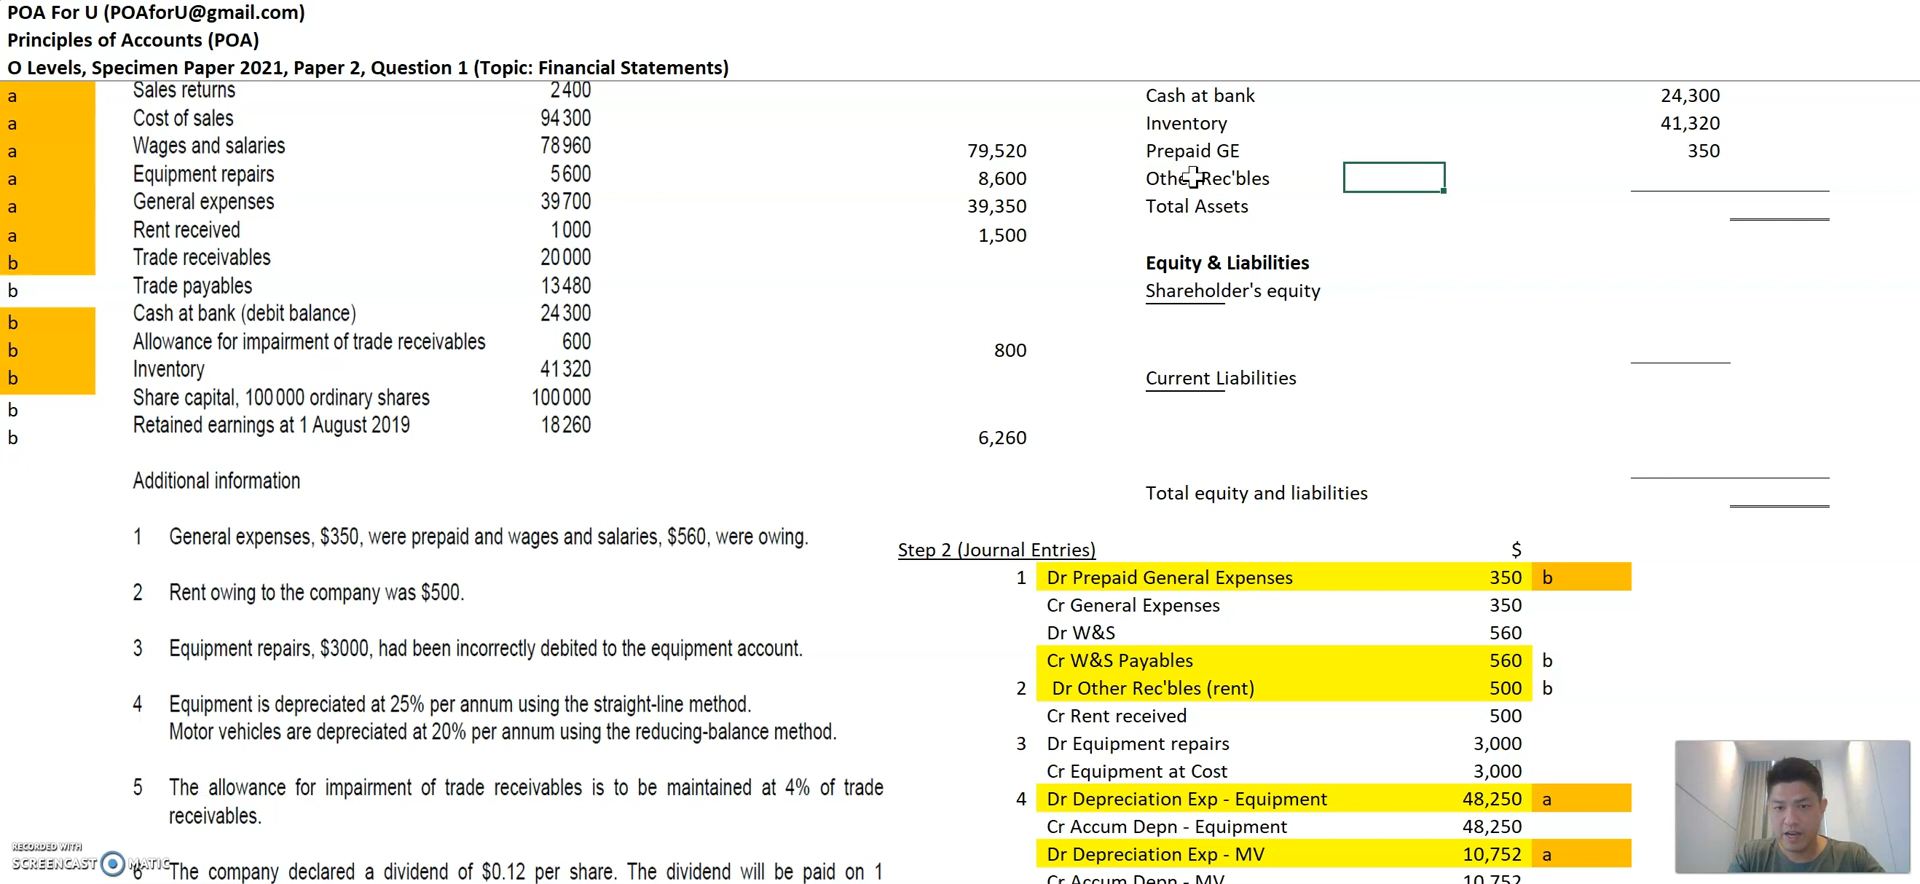 POA For U (POAforU@gmail.com)
Principles of Accounts (POA)
O Levels, Specimen Paper 2021, Paper 2, Question 1 (Topic: Financial Statements)
a Sales returns 2400 Cash at bank 24,300
a Cost of sales 94300 Inventory 41,320
a Wages and salaries 78960 79,520 Prepaid GE 350
a Equipment repairs 5600 8,600 Other Rec'bles
a General expenses 39700 39,350 Total Assets
a Rent received 1000 1,500
b Trade receivables 20000 Equity & Liabilities
b Trade payables 13480 Shareholder's equity
b Cash at bank (debit balance) 24300
b Allowance for impairment of trade receivables 600 800
b Inventory 41320 Current Liabilities
b Share capital, 100000 ordinary shares 100000
b Retained earnings at 1 August 2019 18260 6,260
Additional information
Total equity and liabilities
1 General expenses, $350, were prepaid and wages and salaries, $560, were owing.
2 Rent owing to the company was $500.
3 Equipment repairs, $3000, had been incorrectly debited to the equipment account.
4 Equipment is depreciated at 25% per annum using the straight-line method.
Motor vehicles are depreciated at 20% per annum using the reducing-balance method.
5 The allowance for impairment of trade receivables is to be maintained at 4% of trade
receivables.
6 The company declared a dividend of $0.12 per share. The dividend will be paid on 1
Step 2 (Journal Entries) $
1 Dr Prepaid General Expenses 350 b
Cr General Expenses 350
Dr W&S 560
Cr W&S Payables 560 b
2 Dr Other Rec'bles (rent) 500 b
Cr Rent received 500
3 Dr Equipment repairs 3,000
Cr Equipment at Cost 3,000
4 Dr Depreciation Exp - Equipment 48,250 a
Cr Accum Depn - Equipment 48,250
Dr Depreciation Exp - MV 10,752 a
Cr Accum Depn - MV 10,752
RECORDED WITH
SCREENCAST MATIC